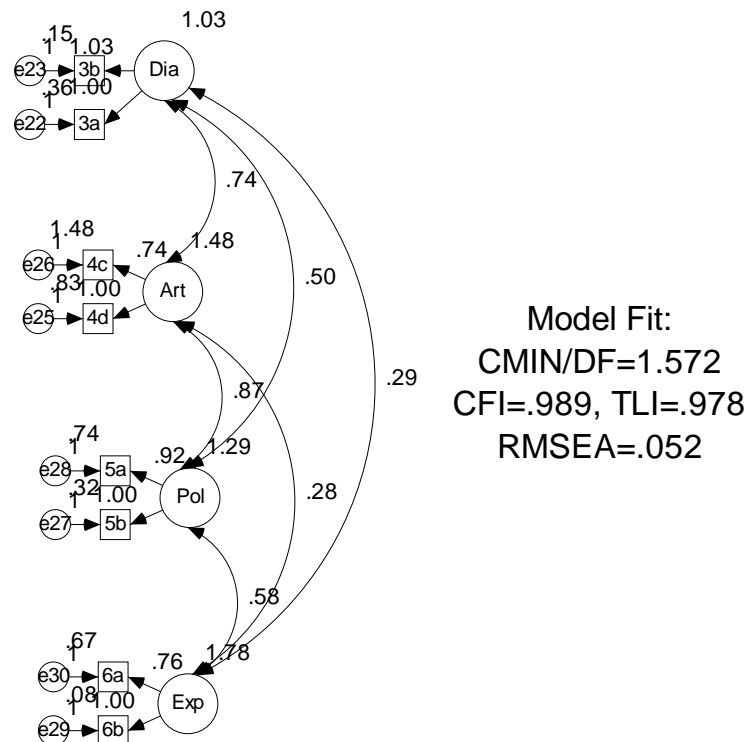 1.03
.15
1 1.03
e23 3b Dia
.36 1.00
1
e22 3a
.74
1.48
1 .74 1.48
e26 4c Art
.83 1.00
1
e25 4d
.50
.29
.87
.74
1 .92 1.29
e28 5a Pol
.32 1.00
1
e27 5b
.28
.58
.67
1 .76 1.78
e30 6a Exp
.08 1.00
1
e29 6b
Model Fit:
CMIN/DF=1.572
CFI=.989, TLI=.978
RMSEA=.052